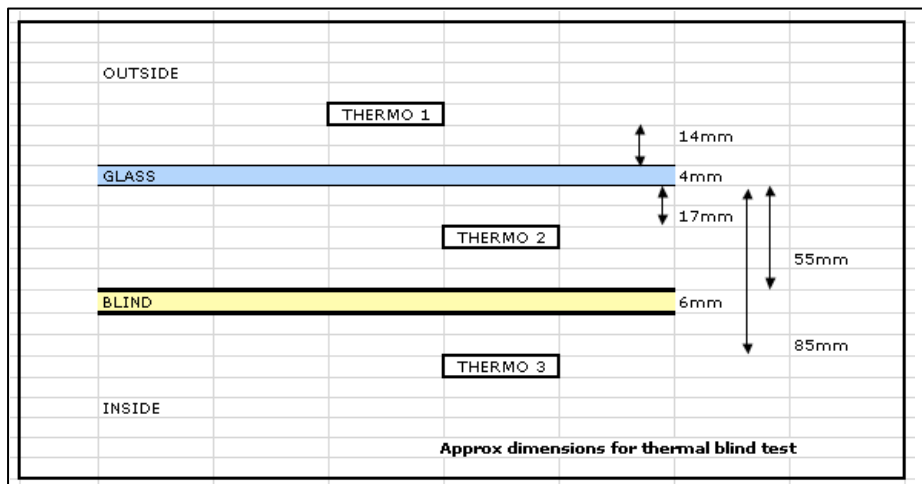 OUTSIDE
THERMO 1
14mm
GLASS
4mm
17mm
THERMO 2
55mm
BLIND
6mm
85mm
THERMO 3
INSIDE
Approx dimensions for thermal blind test